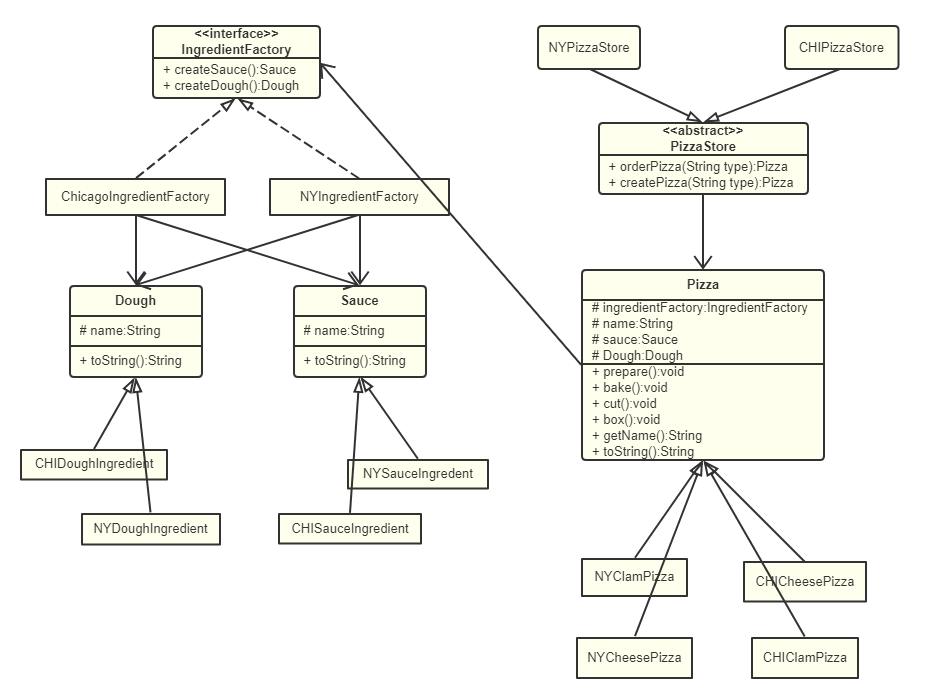 <<interface>>
IngredientFactory
+ createSauce():Sauce
+ createDough():Dough
NYPizzaStore
CHIPizzaStore
<<abstract>>
PizzaStore
+ orderPizza(String type):Pizza
+ createPizza(String type):Pizza
ChicagoIngredientFactory
NYIngredientFactory
Dough
# name:String
+ toString():String
Sauce
# name:String
+ toString():String
Pizza
# ingredientFactory:IngredientFactory
# name:String
# sauce:Sauce
# Dough:Dough
+ prepare():void
+ bake():void
+ cut():void
+ box():void
+ getName():String
+ toString():String
CHIDoughIngredient
NYDoughIngredient
NYSauceIngredent
CHISauceIngredient
NYClamPizza
CHICheesePizza
NYCheesePizza
CHIClamPizza